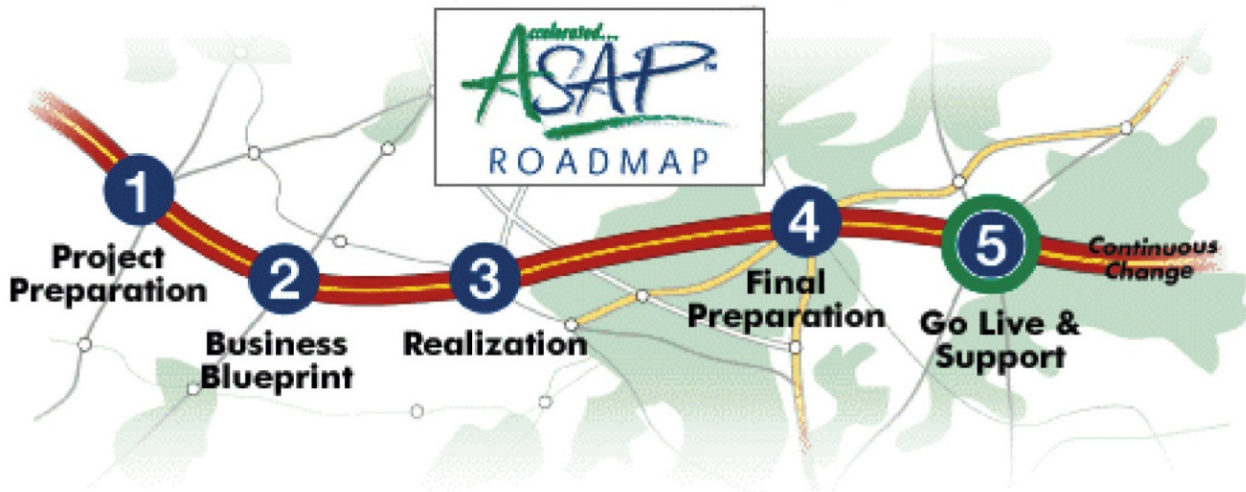 Accelerated...
ASAP™
ROADMAP
1
Project
Preparation
2
Business
Blueprint
3
Realization
4
Final
Preparation
5
Go Live &
Support
Continuous
Change